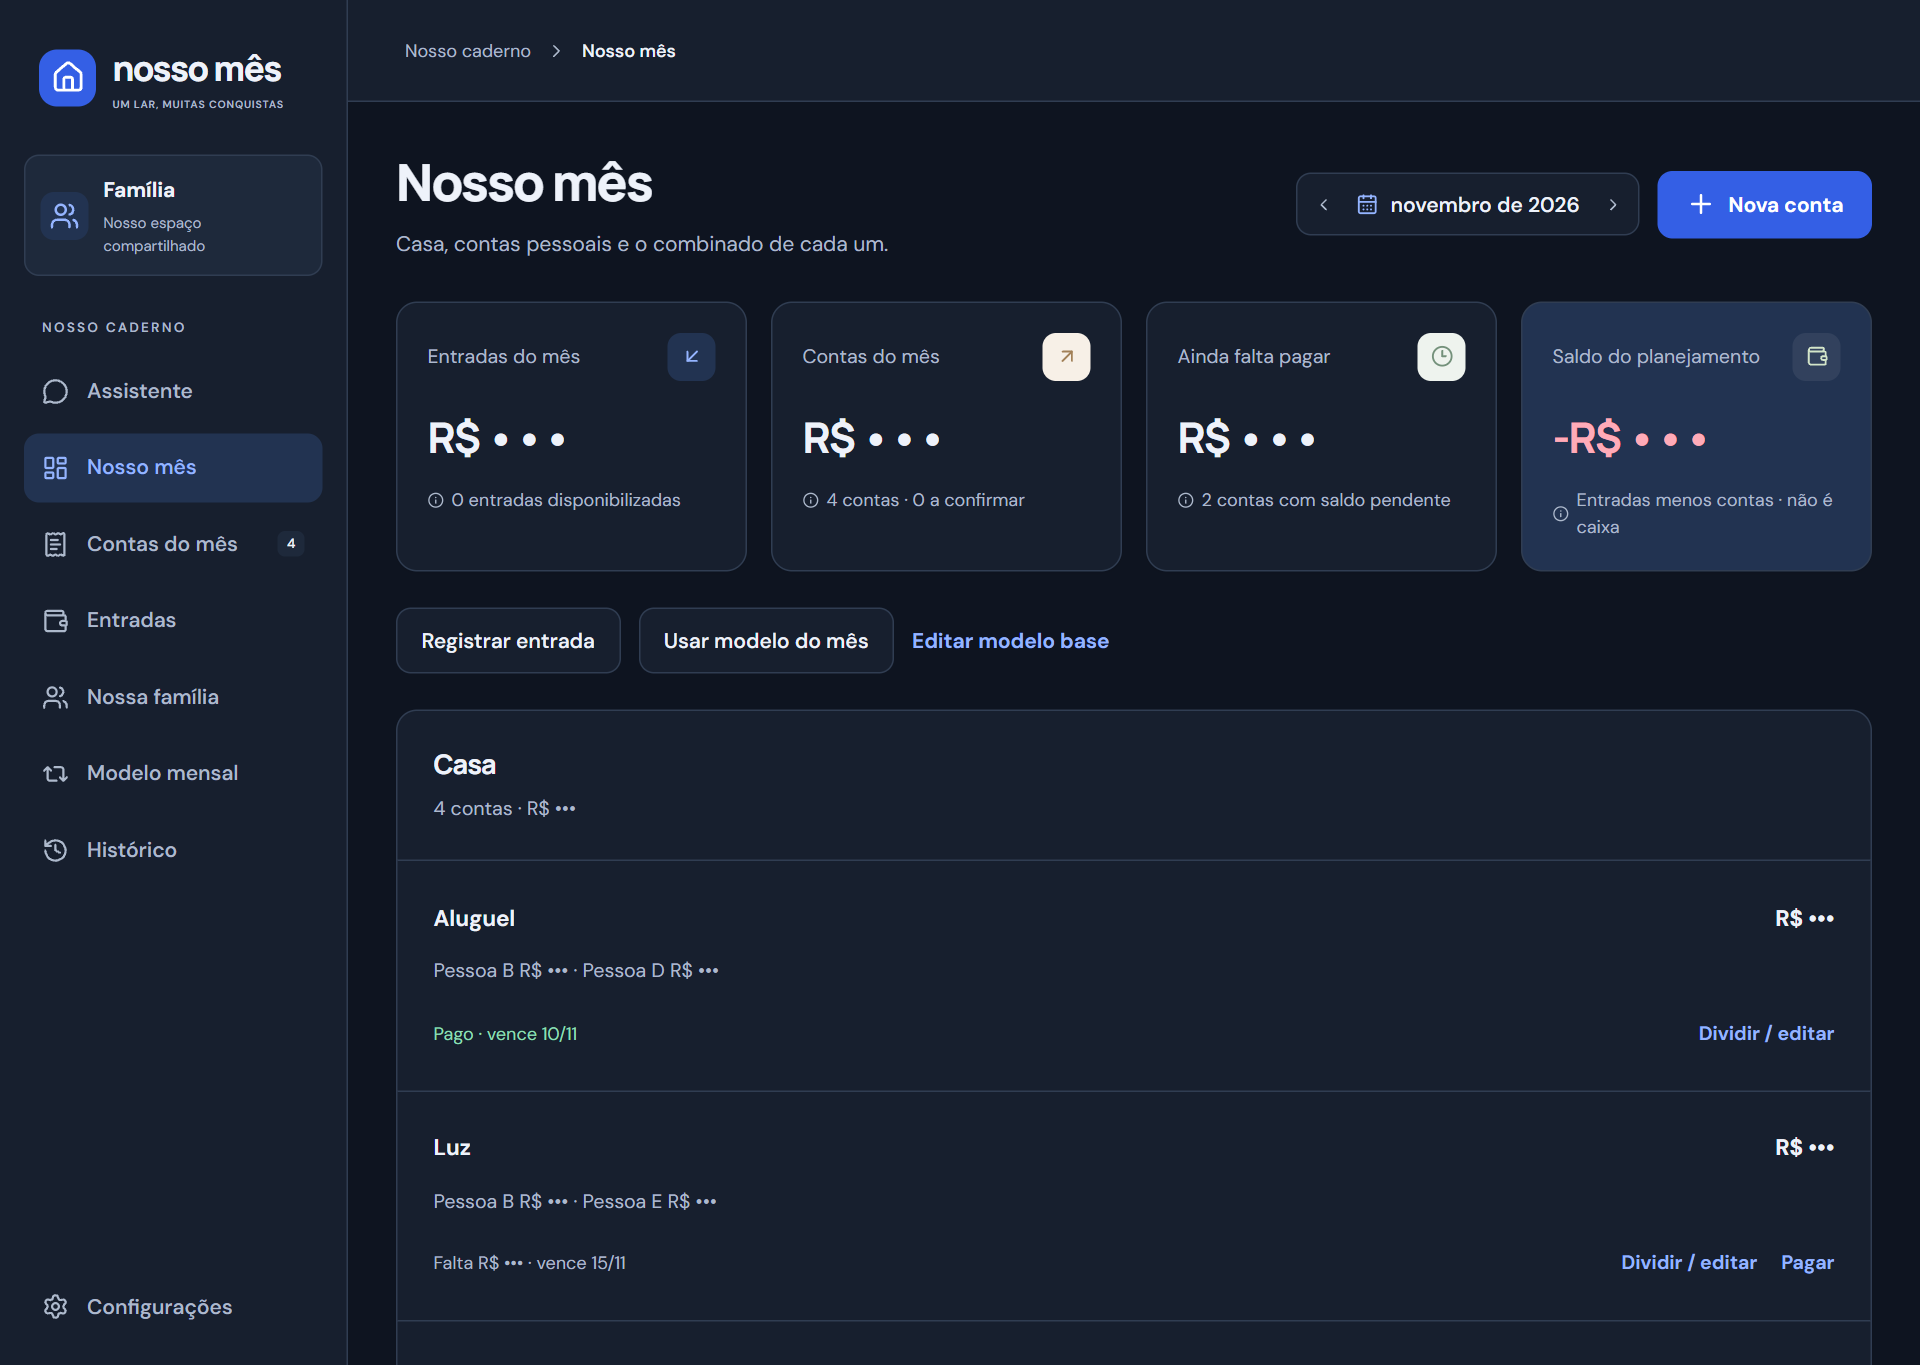 nosso mês
UM LAR, MUITAS CONQUISTAS
Família
Nosso espaço
compartilhado
NOSSO CADERNO
Assistente
Nosso mês
Contas do mês 4
Entradas
Nossa família
Modelo mensal
Histórico
Configurações
Nosso caderno > Nosso mês
Nosso mês
Casa, contas pessoais e o combinado de cada um.
novembro de 2026
+ Nova conta
Entradas do mês
R$ •••
0 entradas disponibilizadas
Contas do mês
R$ •••
4 contas · 0 a confirmar
Ainda falta pagar
R$ •••
2 contas com saldo pendente
Saldo do planejamento
-R$ •••
Entradas menos contas · não é
caixa
Registrar entrada
Usar modelo do mês
Editar modelo base
Casa
4 contas · R$ •••
Aluguel R$ •••
Pessoa B R$ ••• · Pessoa D R$ •••
Pago · vence 10/11 Dividir / editar
Luz R$ •••
Pessoa B R$ ••• · Pessoa E R$ •••
Falta R$ ••• · vence 15/11 Dividir / editar Pagar